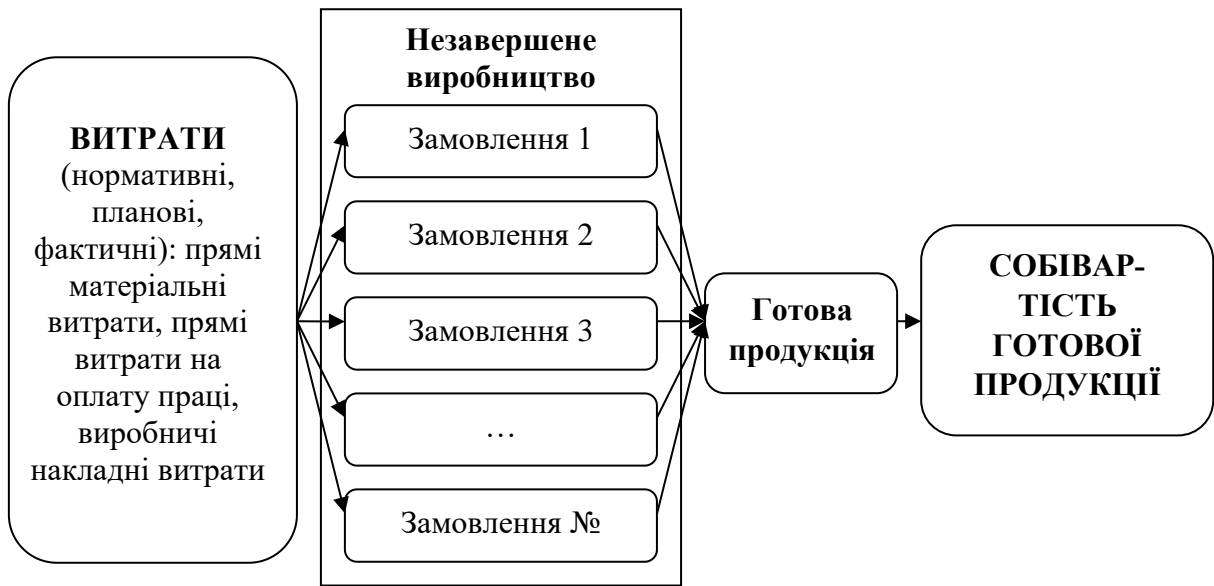 ВИТРАТИ
(нормативні,
планові,
фактичні): прямі
матеріальні
витрати, прямі
витрати на
оплату праці,
виробничі
накладні витрати
Незавершене
виробництво
Замовлення 1
Замовлення 2
Замовлення 3
…
Замовлення №
Готова
продукція
СОБІВАР-
ТІСТЬ
ГОТОВОЇ
ПРОДУКЦІЇ